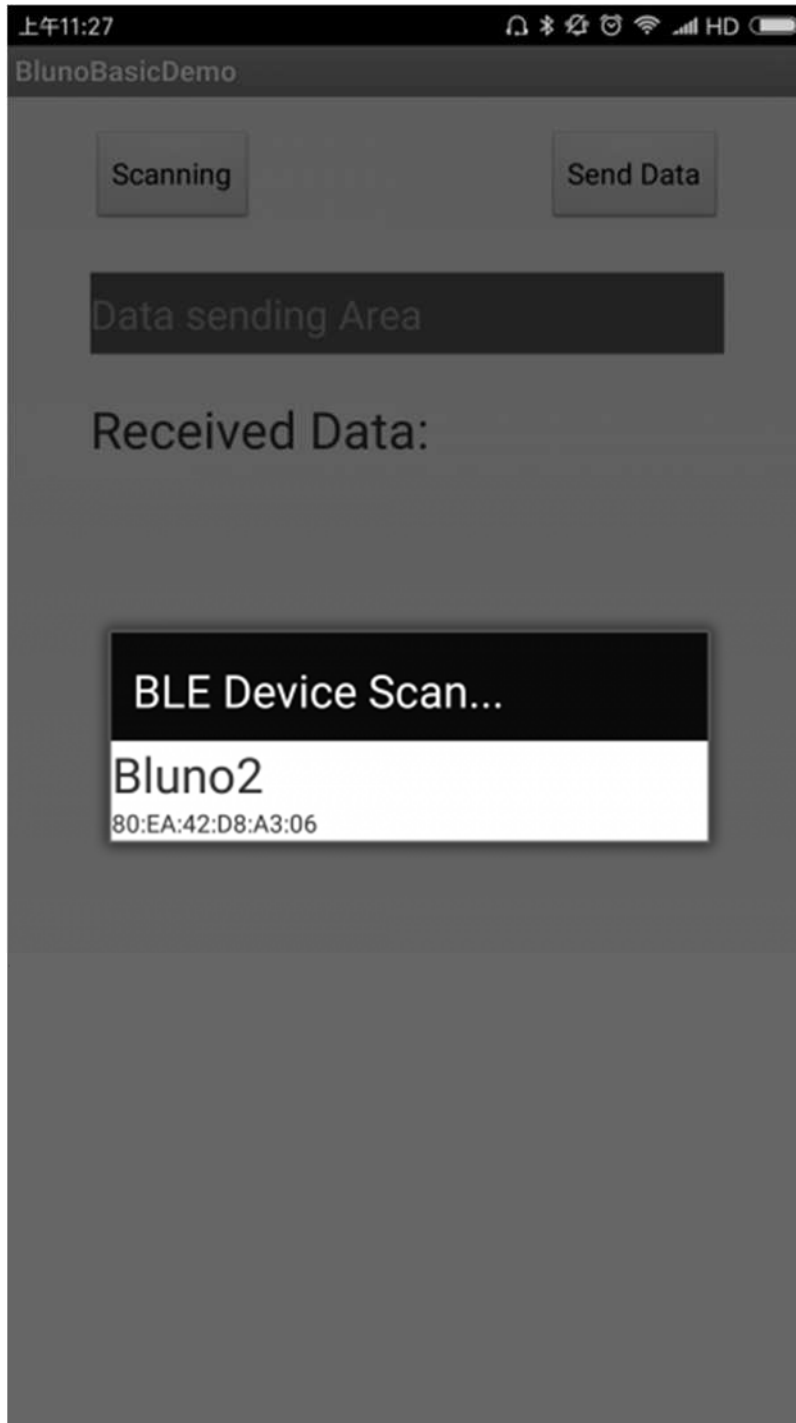 上午11:27 HD
BlunoBasicDemo
Scanning Send Data
Data sending Area
Received Data:
BLE Device Scan...
Bluno2
80:EA:42:D8:A3:06